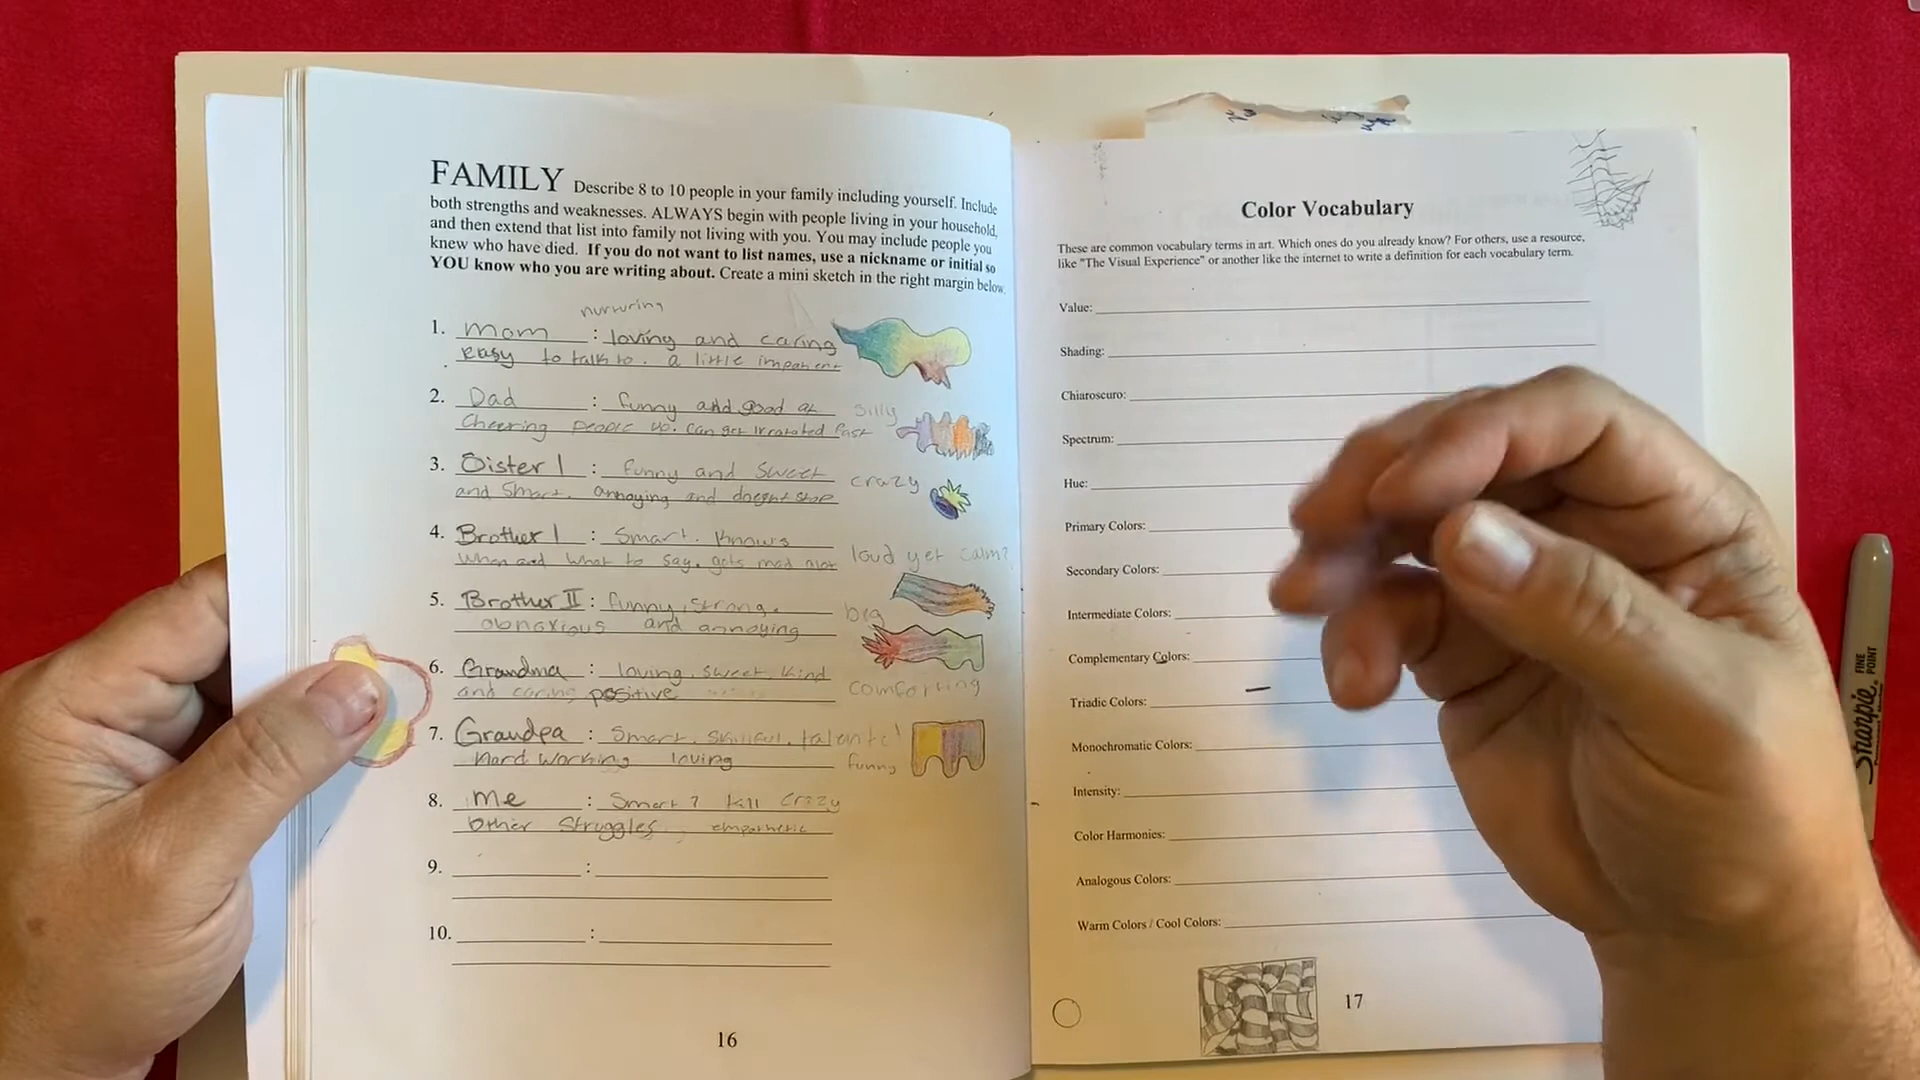 FAMILY Describe 8 to 10 people in your family including yourself. Include
both strengths and weaknesses. ALWAYS begin with people living in your household,
and then extend that list into family not living with you. You may include people you
knew who have died. If you do not want to list names, use a nickname or initial so
YOU know who you are writing about. Create a mini sketch in the right margin below.
1. Mom : loving and caring
easy to talk to. a little impatient
2. Dad : funny and good at silly
Cheering people up. can get irratated fast
3. Sister I : funny and sweet
and smart. annoying and doesnt stop crazy
4. Brother I : Smart. Knows
when and what to say. gets mad alot loud yet calm?
5. Brother II : funny, strong, big
obnoxious and annoying
6. Grandma : loving, sweet, kind
and caring positive comforting
7. Grandpa : Smart, skillful,
hard working loving funny
8. Me : Smart? crazy
other struggles, empathetic
9. :
10. :
16
Color Vocabulary
These are common vocabulary terms in art. Which ones do you already know? For others, use a resource,
like "The Visual Experience" or another like the internet to write a definition for each vocabulary term.
Value:
Shading:
Chiaroscuro:
Spectrum:
Hue:
Primary Colors:
Secondary Colors:
Intermediate Colors:
Complementary Colors:
Triadic Colors:
Monochromatic Colors:
Intensity:
Color Harmonies:
Analogous Colors:
Warm Colors / Cool Colors:
17
Sharpie
FINE POINT